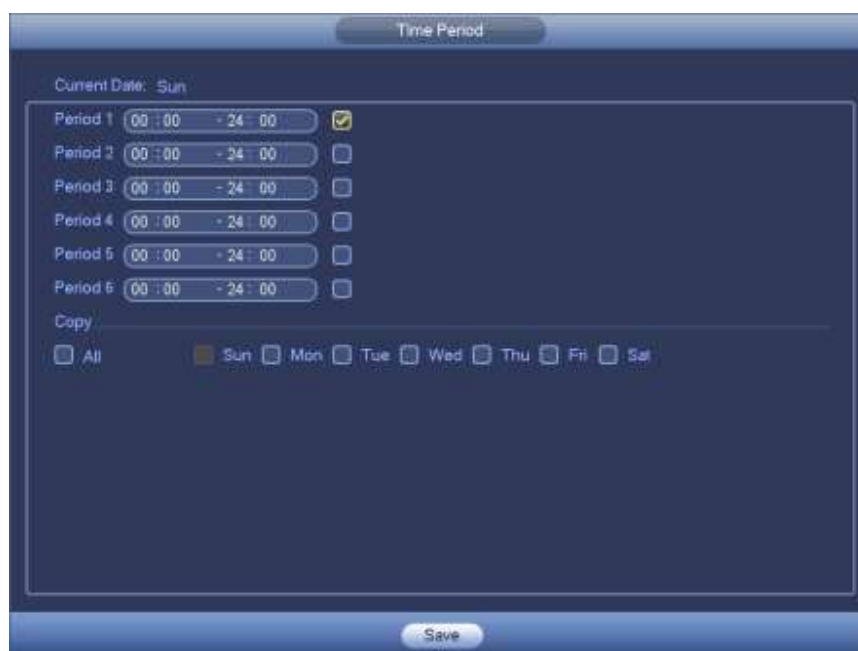 Time Period
Current Date: Sun
Period 1 00 : 00 - 24 : 00
Period 2 00 : 00 - 24 : 00
Period 3 00 : 00 - 24 : 00
Period 4 00 : 00 - 24 : 00
Period 5 00 : 00 - 24 : 00
Period 6 00 : 00 - 24 : 00
Copy
All Sun Mon Tue Wed Thu Fri Sat
Save